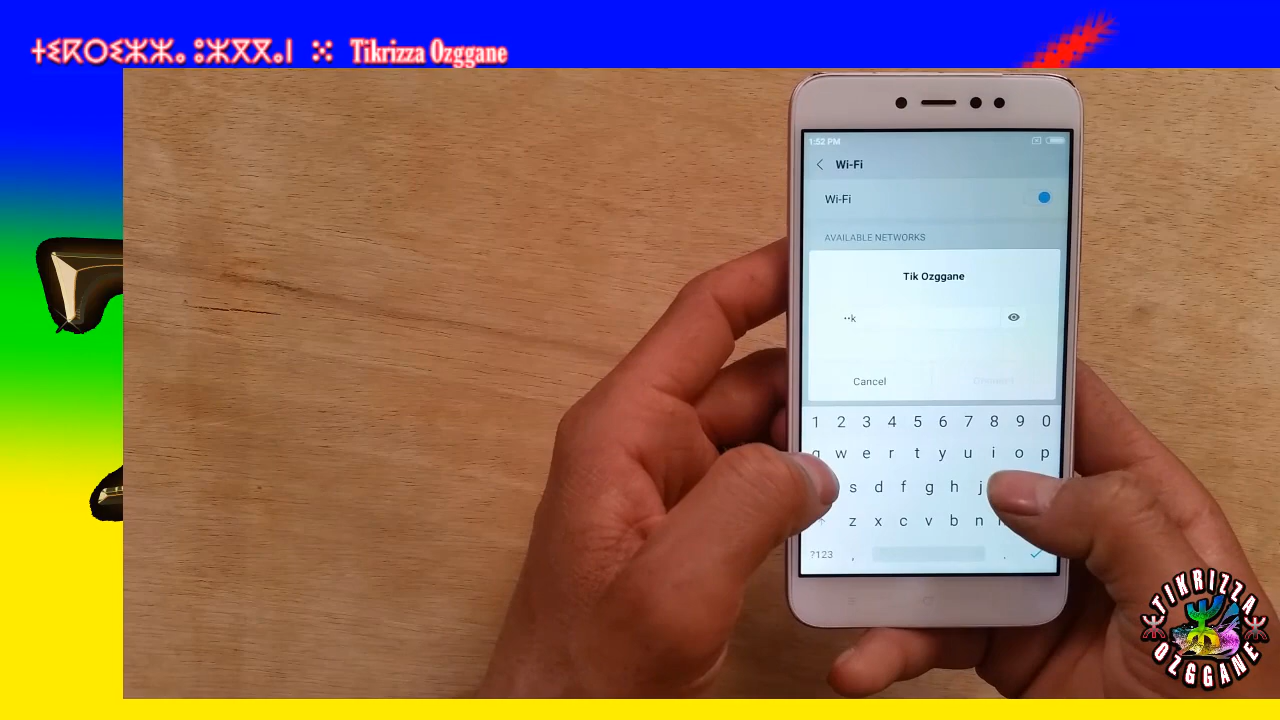 ⵜⵉⴽⵔⵉⵣⵣⴰ ⵓⵣⴳⴳⴰⵏ ⁙ Tikrizza Ozggane
1:52 PM
Wi-Fi
Wi-Fi
AVAILABLE NETWORKS
Tik Ozggane
··k
Cancel
1 2 3 4 5 6 7 8 9 0
q w e r t y u i o p
s d f g h j
z x c v b n
?123 , .
TIKRIZZA
OZGGANE